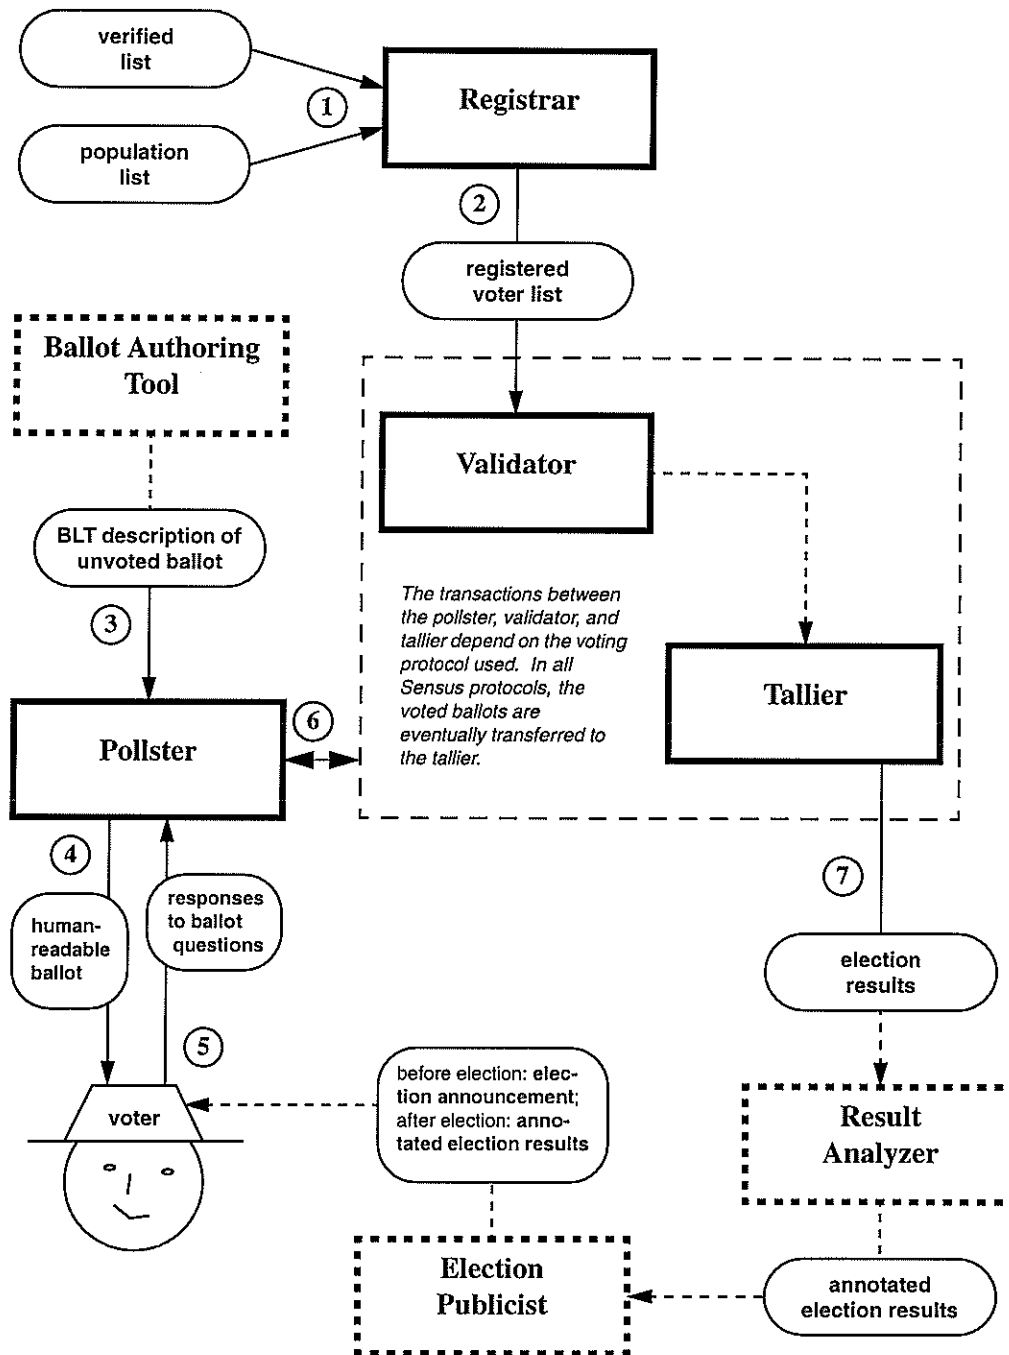 verified
list
1
Registrar
population
list
2
registered
voter list
Ballot Authoring
Tool
Validator
BLT description of
unvoted ballot
3
The transactions between
the pollster, validator, and
tallier depend on the voting
protocol used. In all
Sensus protocols, the
voted ballots are
eventually transferred to
the tallier.
Tallier
6
Pollster
4
human-
readable
ballot
responses
to ballot
questions
7
election
results
5
voter
before election: elec-
tion announcement;
after election: anno-
tated election results
Result
Analyzer
Election
Publicist
annotated
election results